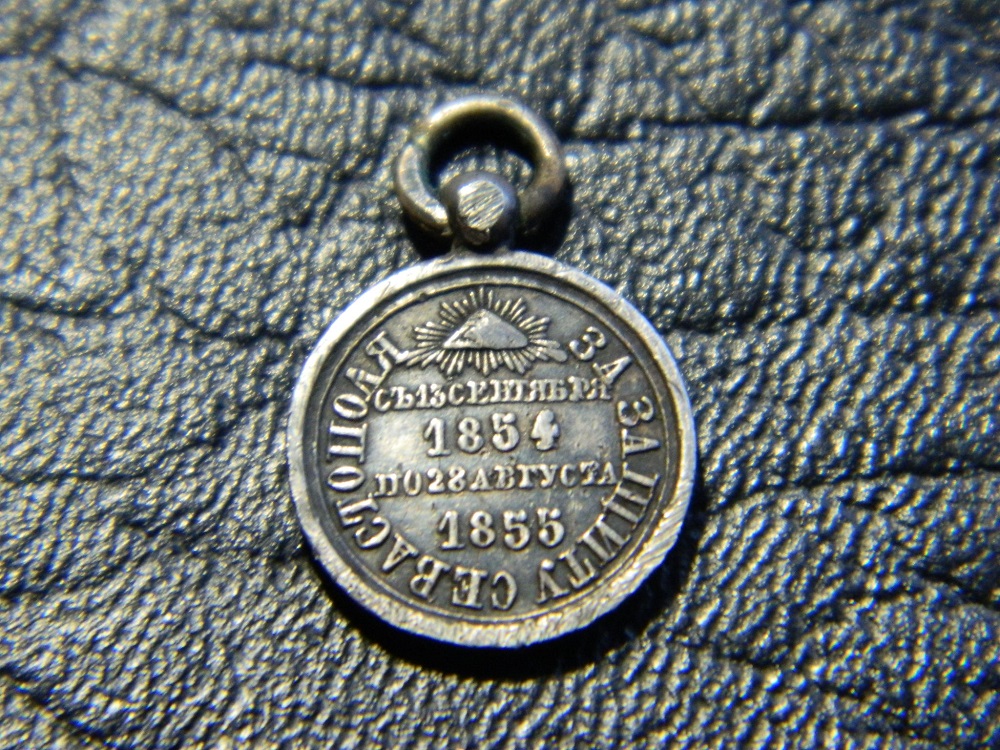 ЗА ЗАЩИТУ СЕВАСТОПОЛЯ
СЪ 13 СЕНТЯБРЯ
1854
ПО 28 АВГУСТА
1855